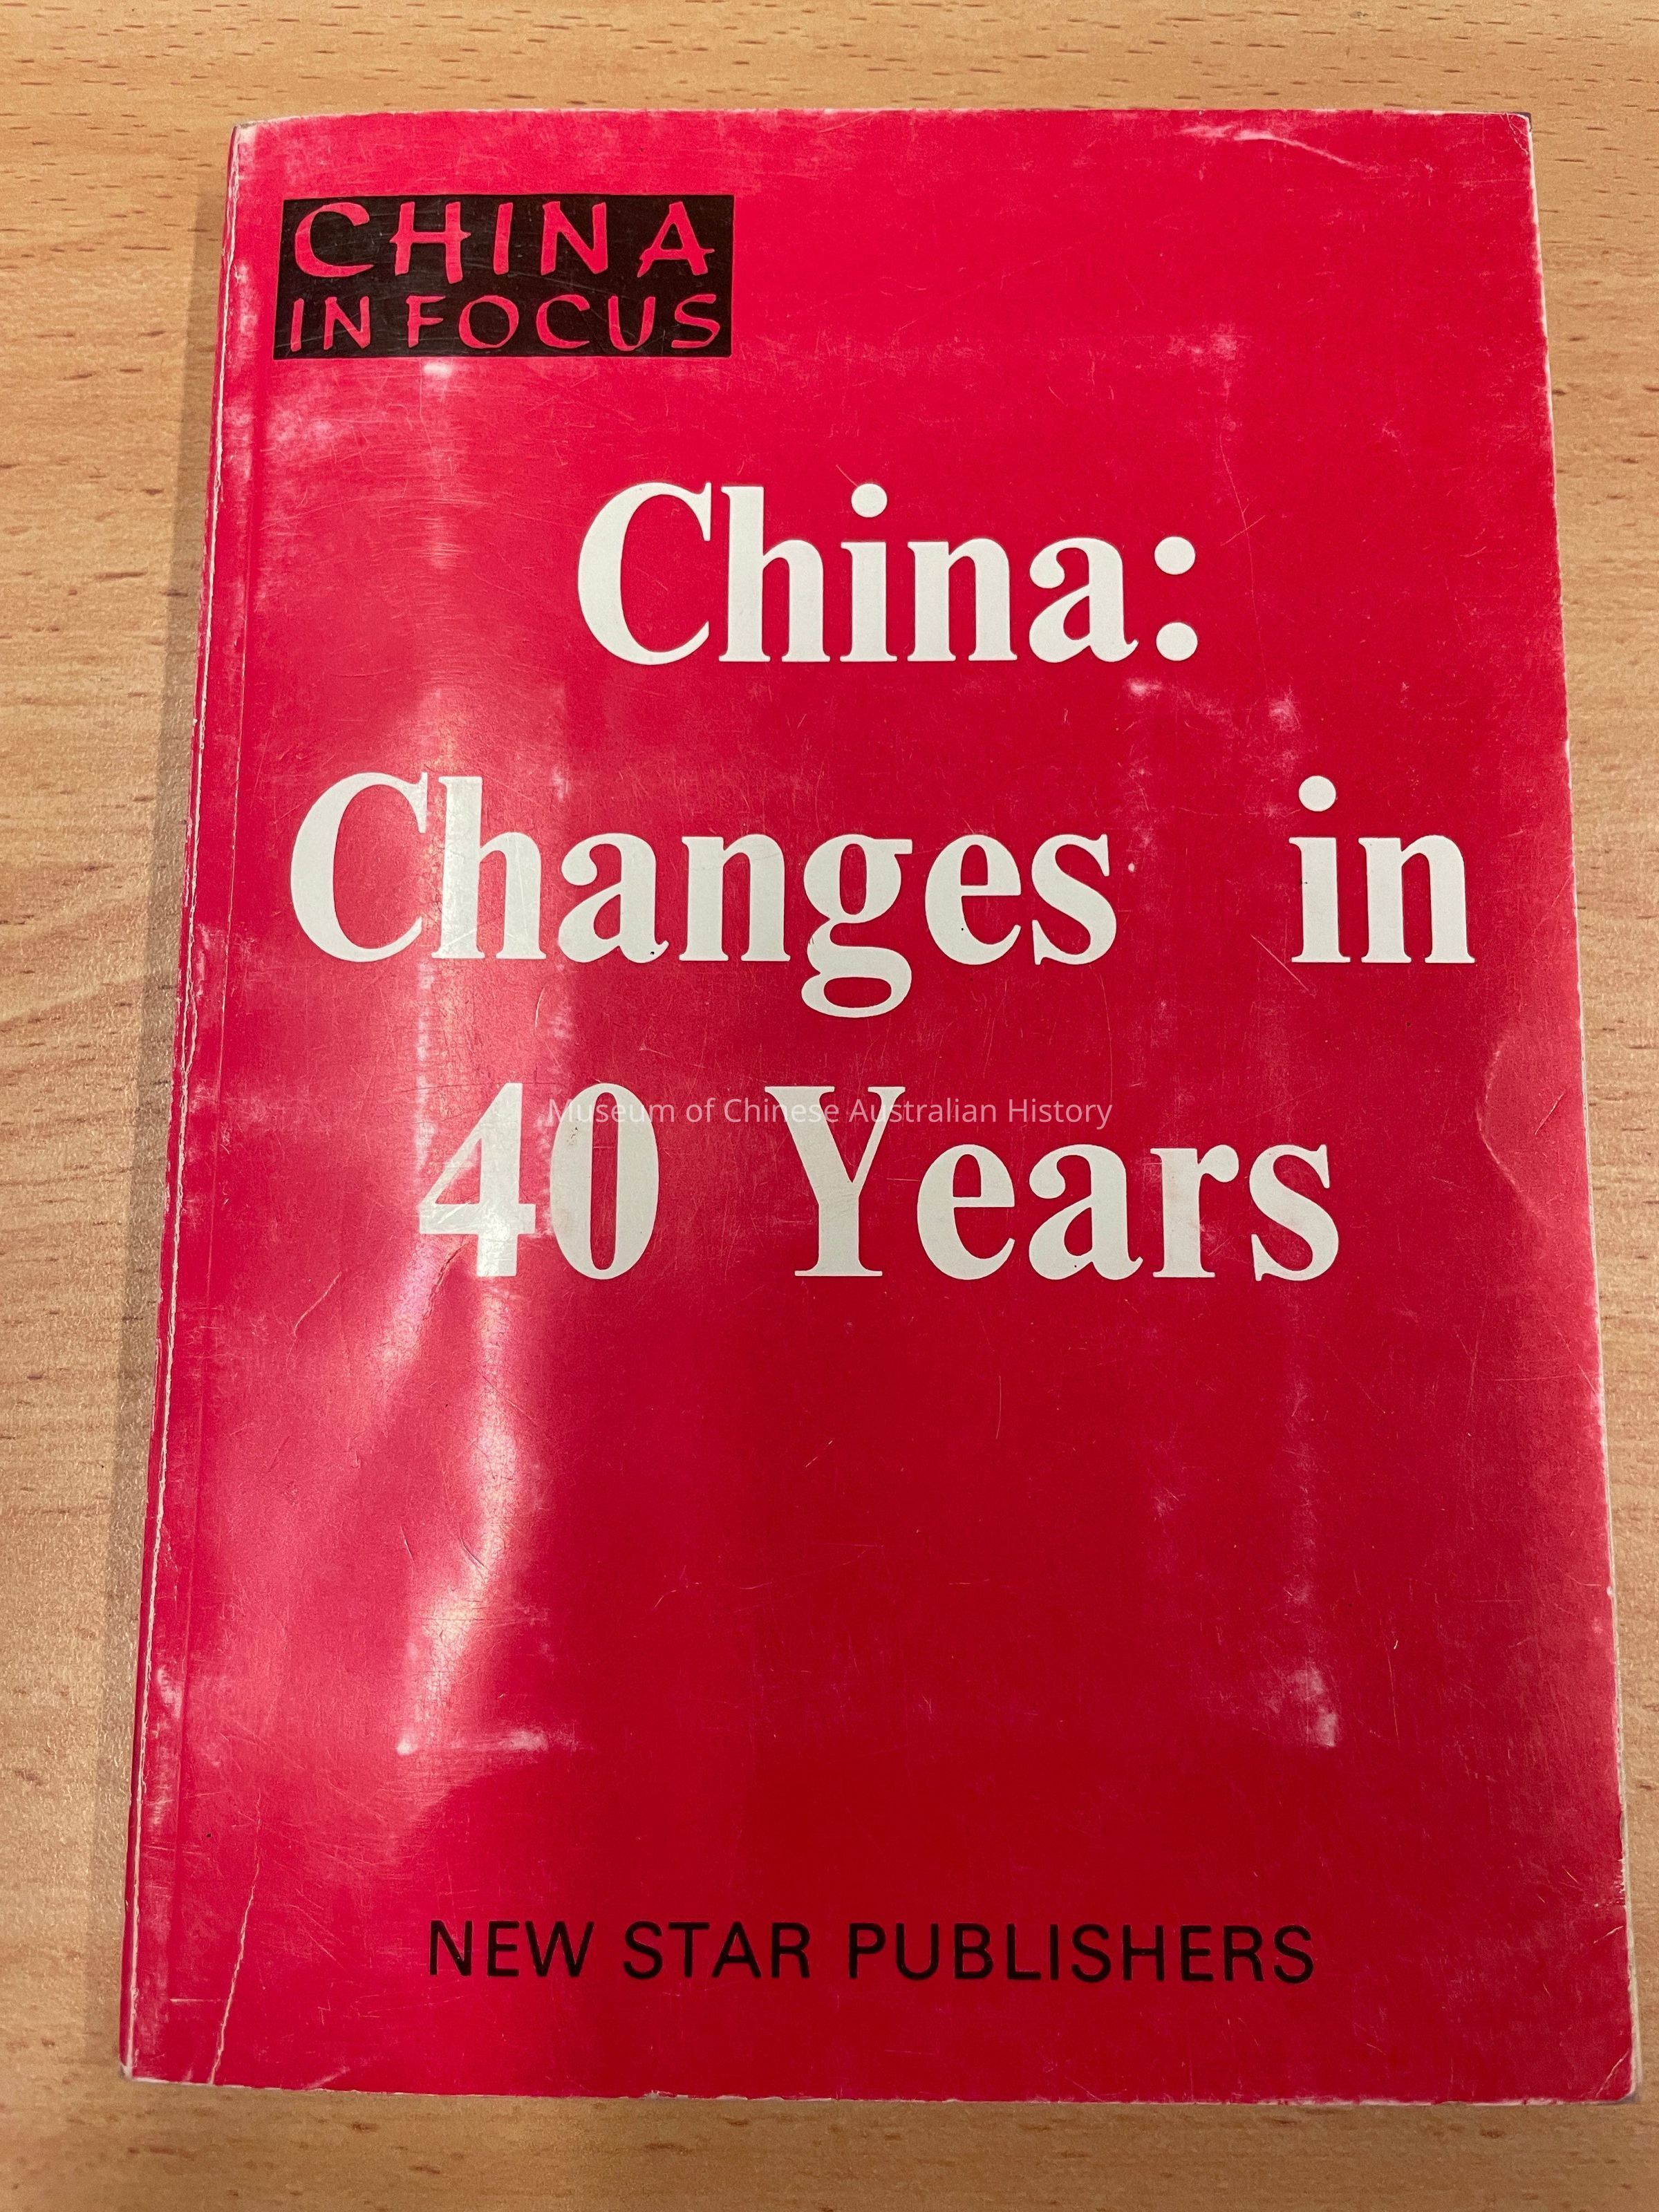 CHINA
IN FOCUS
China:
Changes in
40 Years
Museum of Chinese Australian History
NEW STAR PUBLISHERS